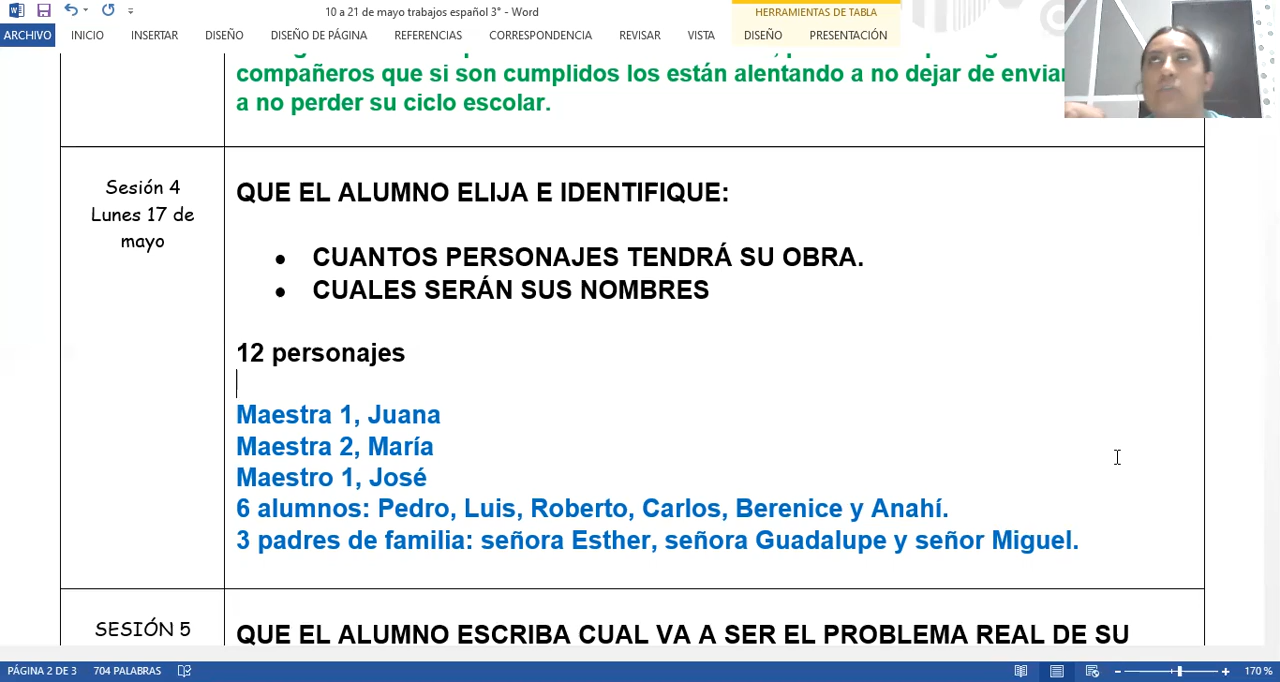 10 a 21 de mayo trabajos español 3° - Word
HERRAMIENTAS DE TABLA
ARCHIVO INICIO INSERTAR DISEÑO DISEÑO DE PÁGINA REFERENCIAS CORRESPONDENCIA REVISAR VISTA DISEÑO PRESENTACIÓN
compañeros que si son cumplidos los están alentando a no dejar de enviar
a no perder su ciclo escolar.
Sesión 4
Lunes 17 de
mayo
QUE EL ALUMNO ELIJA E IDENTIFIQUE:
• CUANTOS PERSONAJES TENDRÁ SU OBRA.
• CUALES SERÁN SUS NOMBRES
12 personajes
Maestra 1, Juana
Maestra 2, María
Maestro 1, José
6 alumnos: Pedro, Luis, Roberto, Carlos, Berenice y Anahí.
3 padres de familia: señora Esther, señora Guadalupe y señor Miguel.
SESIÓN 5
QUE EL ALUMNO ESCRIBA CUAL VA A SER EL PROBLEMA REAL DE SU
PÁGINA 2 DE 3 704 PALABRAS 170 %